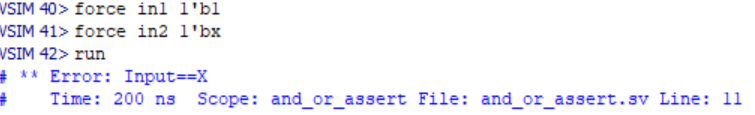 VSIM 40> force in1 1'b1
VSIM 41> force in2 1'bx
VSIM 42> run
# ** Error: Input==X
#    Time: 200 ns  Scope: and_or_assert File: and_or_assert.sv Line: 11